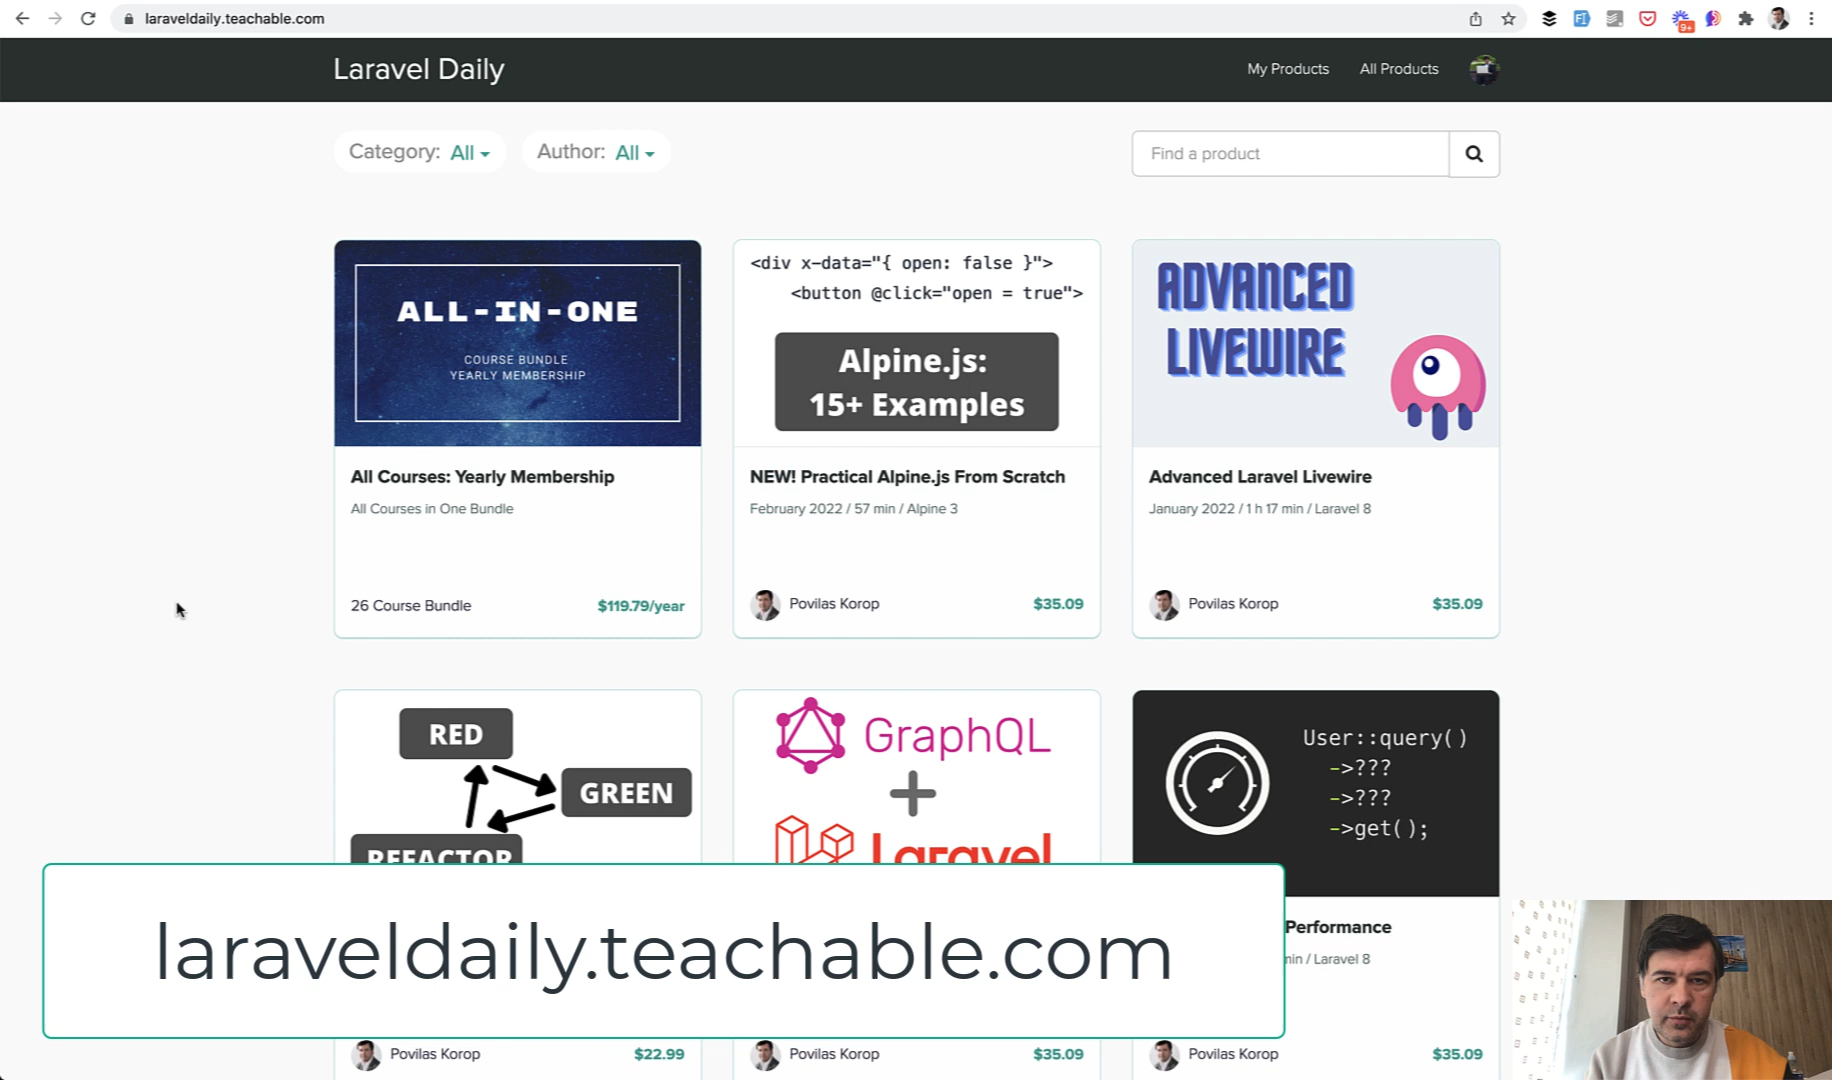 laraveldaily.teachable.com
9+
Laravel Daily
My Products
All Products
Category: All
Author: All
Find a product
ALL-IN-ONE
COURSE BUNDLE
YEARLY MEMBERSHIP
All Courses: Yearly Membership
All Courses in One Bundle
26 Course Bundle
$119.79/year
<div x-data="{ open: false }">
<button @click="open = true">
Alpine.js:
15+ Examples
NEW! Practical Alpine.js From Scratch
February 2022 / 57 min / Alpine 3
Povilas Korop
$35.09
ADVANCED
LIVEWIRE
Advanced Laravel Livewire
January 2022 / 1 h 17 min / Laravel 8
Povilas Korop
$35.09
RED
GREEN
REFACTOR
GraphQL
+
Laravel
User::query()
->???
->???
->get();
Performance
min / Laravel 8
laraveldaily.teachable.com
Povilas Korop
$22.99
Povilas Korop
$35.09
Povilas Korop
$35.09